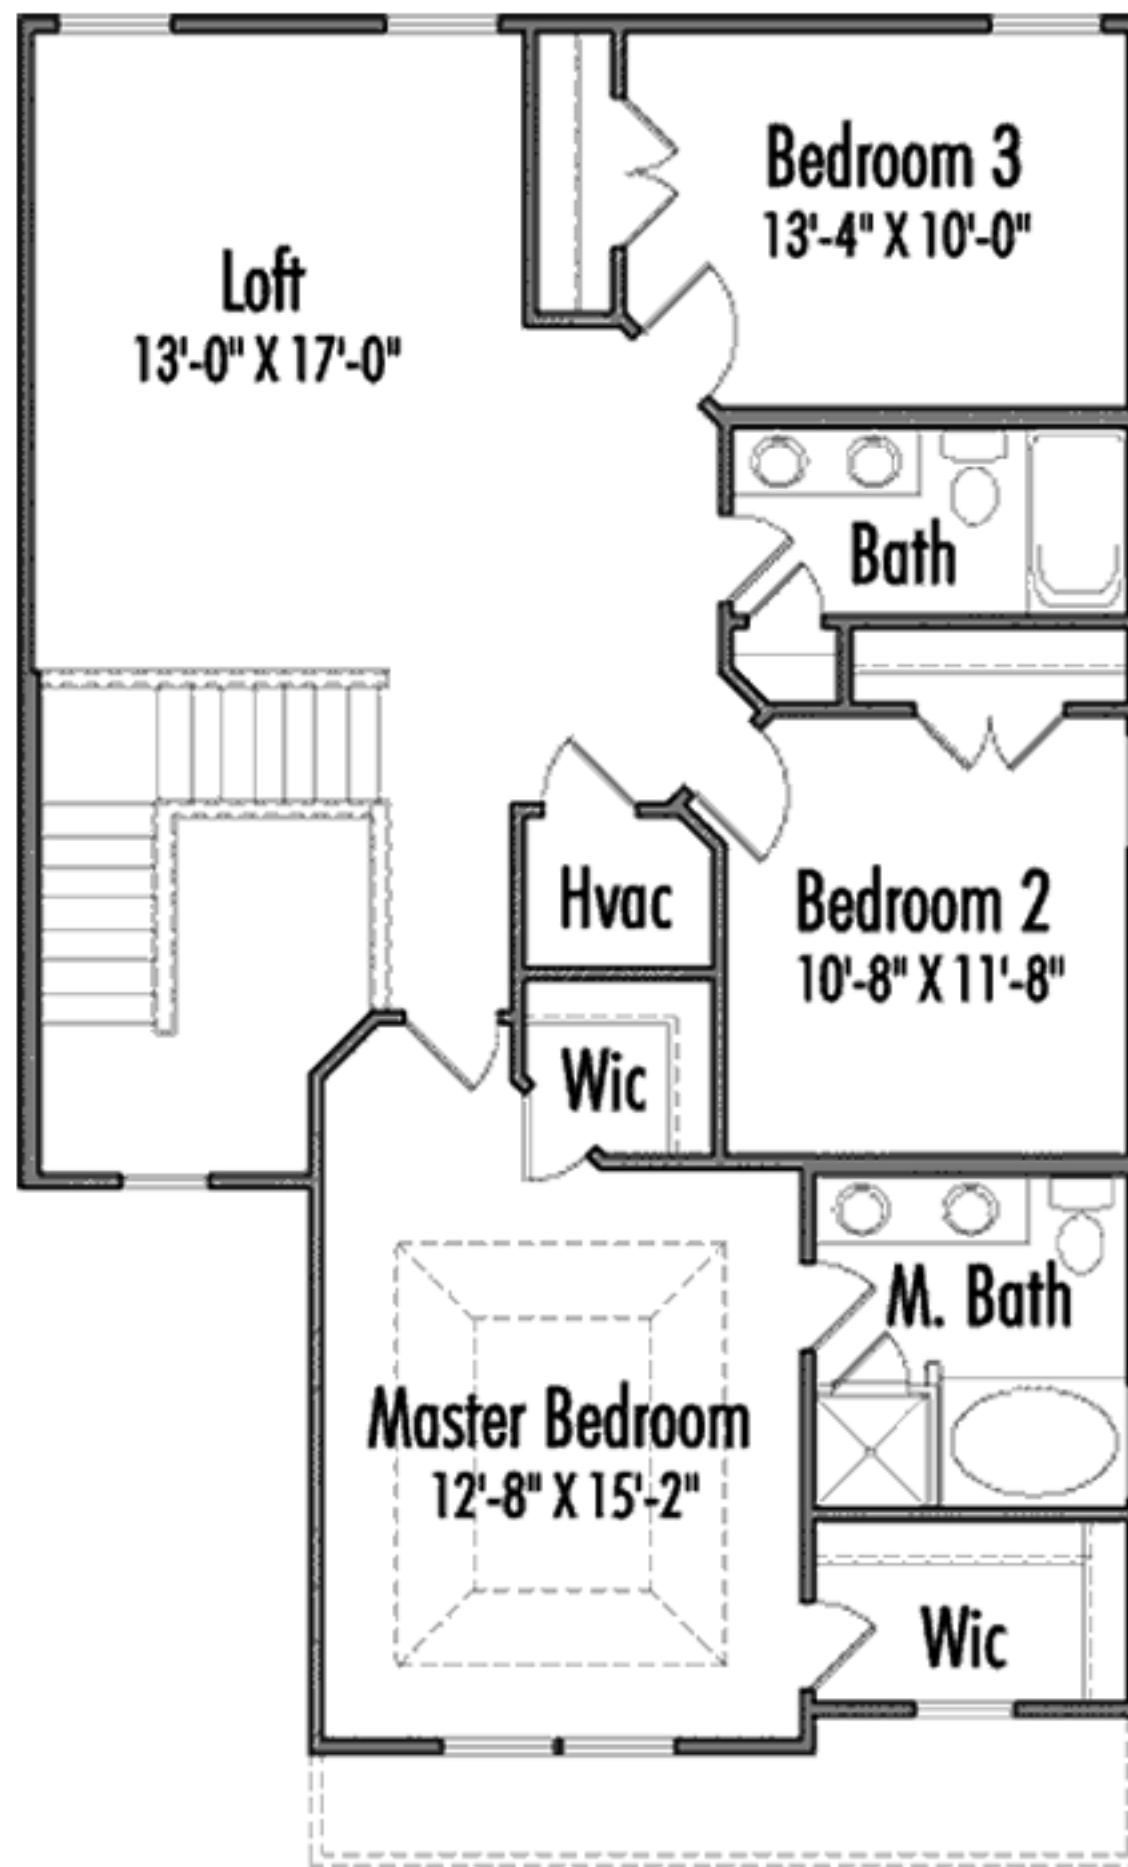 Bedroom 3
13'-4" X 10'-0"
Loft
13'-0" X 17'-0"
Bath
Hvac
Bedroom 2
10'-8" X 11'-8"
Wic
M. Bath
Master Bedroom
12'-8" X 15'-2"
Wic